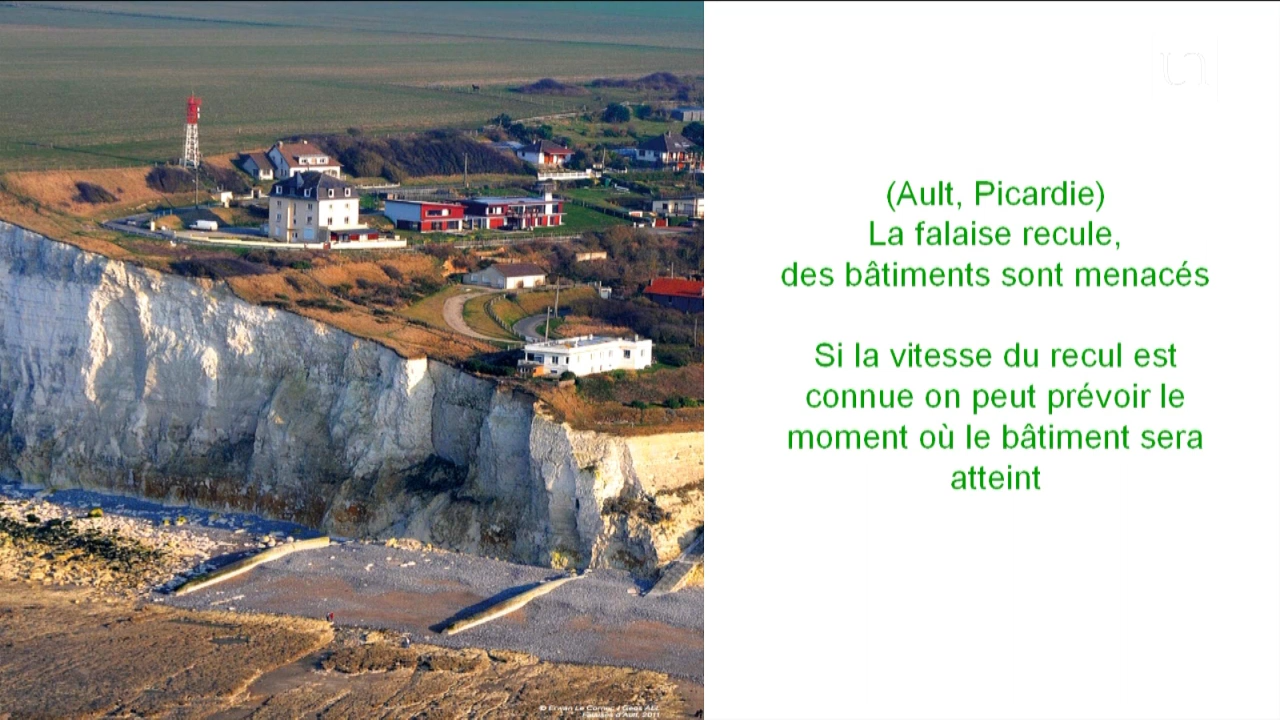 (Ault, Picardie)
La falaise recule,
des bâtiments sont menacés
Si la vitesse du recul est
connue on peut prévoir le
moment où le bâtiment sera
atteint